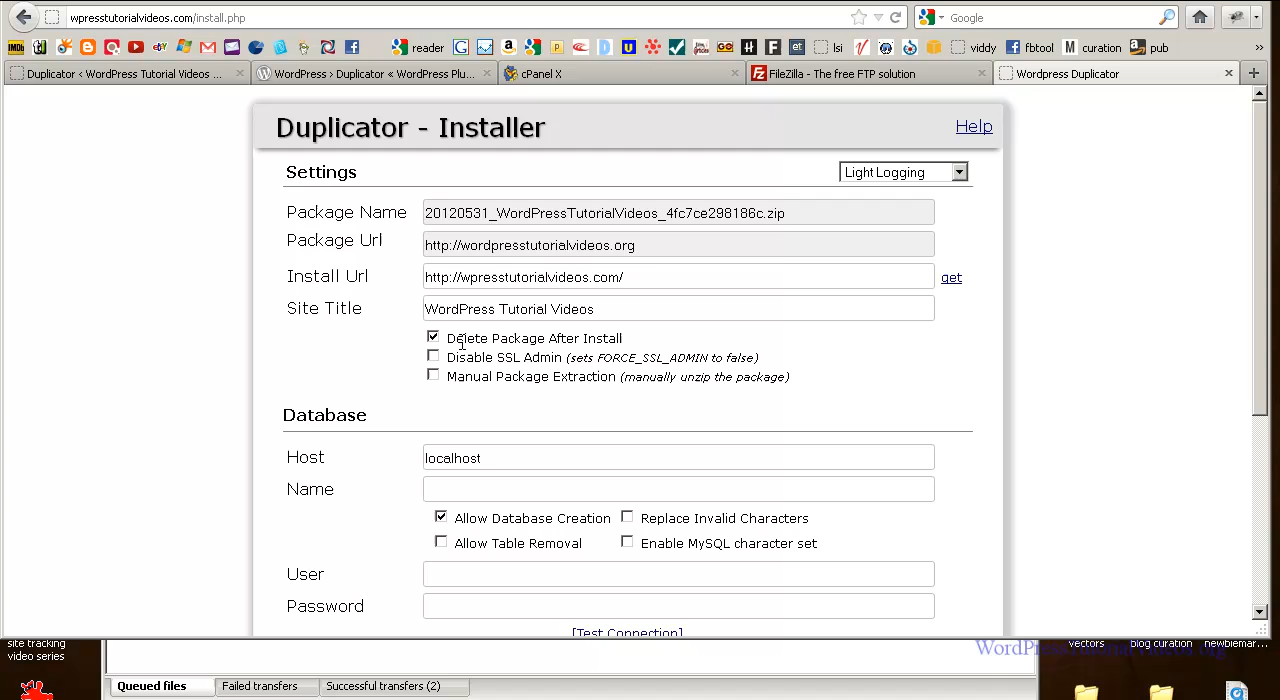 wpresstutorialvideos.com/install.php
Google
reader
lsi
viddy
fbtool
curation
pub
Duplicator ‹ WordPress Tutorial Videos ...
WordPress › Duplicator « WordPress Plu...
cPanel X
FileZilla - The free FTP solution
Wordpress Duplicator
Duplicator - Installer
Help
Settings
Light Logging
Package Name
20120531_WordPressTutorialVideos_4fc7ce298186c.zip
Package Url
http://wordpresstutorialvideos.org
Install Url
http://wpresstutorialvideos.com/
get
Site Title
WordPress Tutorial Videos
Delete Package After Install
Disable SSL Admin (sets FORCE_SSL_ADMIN to false)
Manual Package Extraction (manually unzip the package)
Database
Host
localhost
Name
Allow Database Creation
Replace Invalid Characters
Allow Table Removal
Enable MySQL character set
User
Password
[Test Connection]
site tracking
video series
WordPressTutorialVideos.org
vectors
blog curation
newbiemar...
Queued files
Failed transfers
Successful transfers (2)